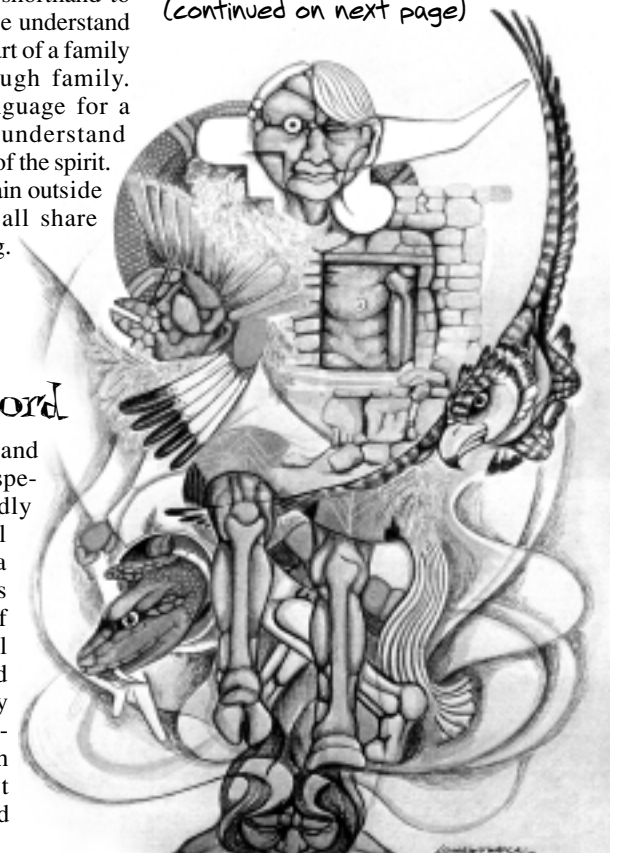 (continued on next page)
shorthand to
e understand
art of a family
ugh family.
guage for a
understand
of the spirit.
ain outside
all share
g.
ord
and
spe-
dly
l
a
s
f
l
d
y
-
n
t
d